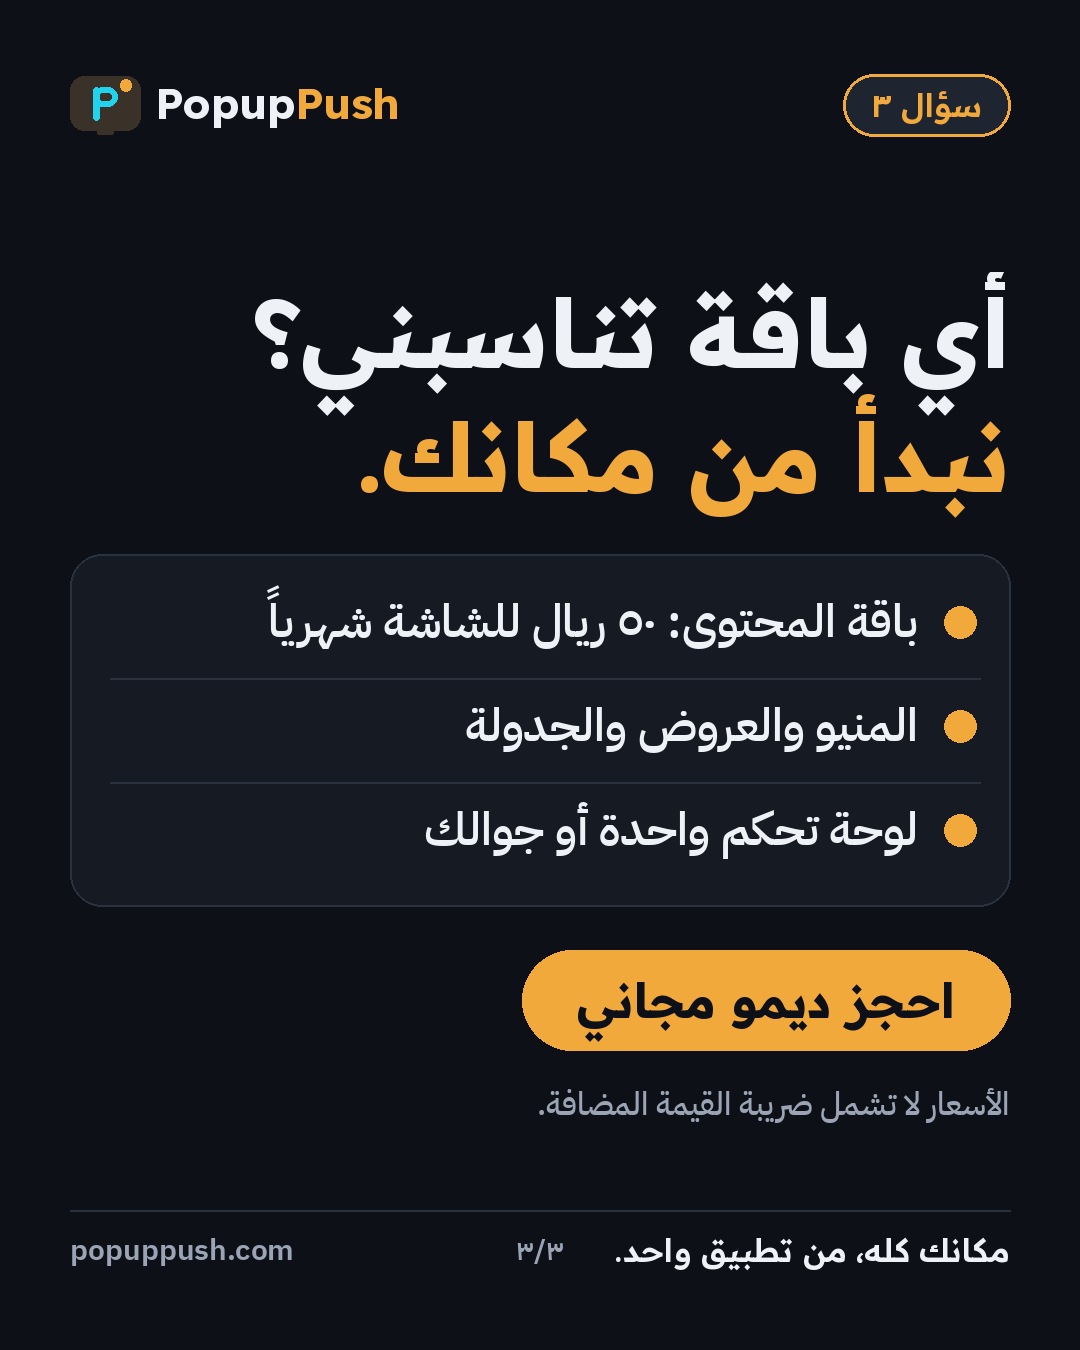 PopupPush
سؤال ٣
أي باقة تناسبني؟
نبدأ من مكانك.
باقة المحتوى: ٥٠ ريال للشاشة شهرياً
المنيو والعروض والجدولة
لوحة تحكم واحدة أو جوالك
احجز ديمو مجاني
الأسعار لا تشمل ضريبة القيمة المضافة.
مكانك كله، من تطبيق واحد.
٣/٣
popuppush.com